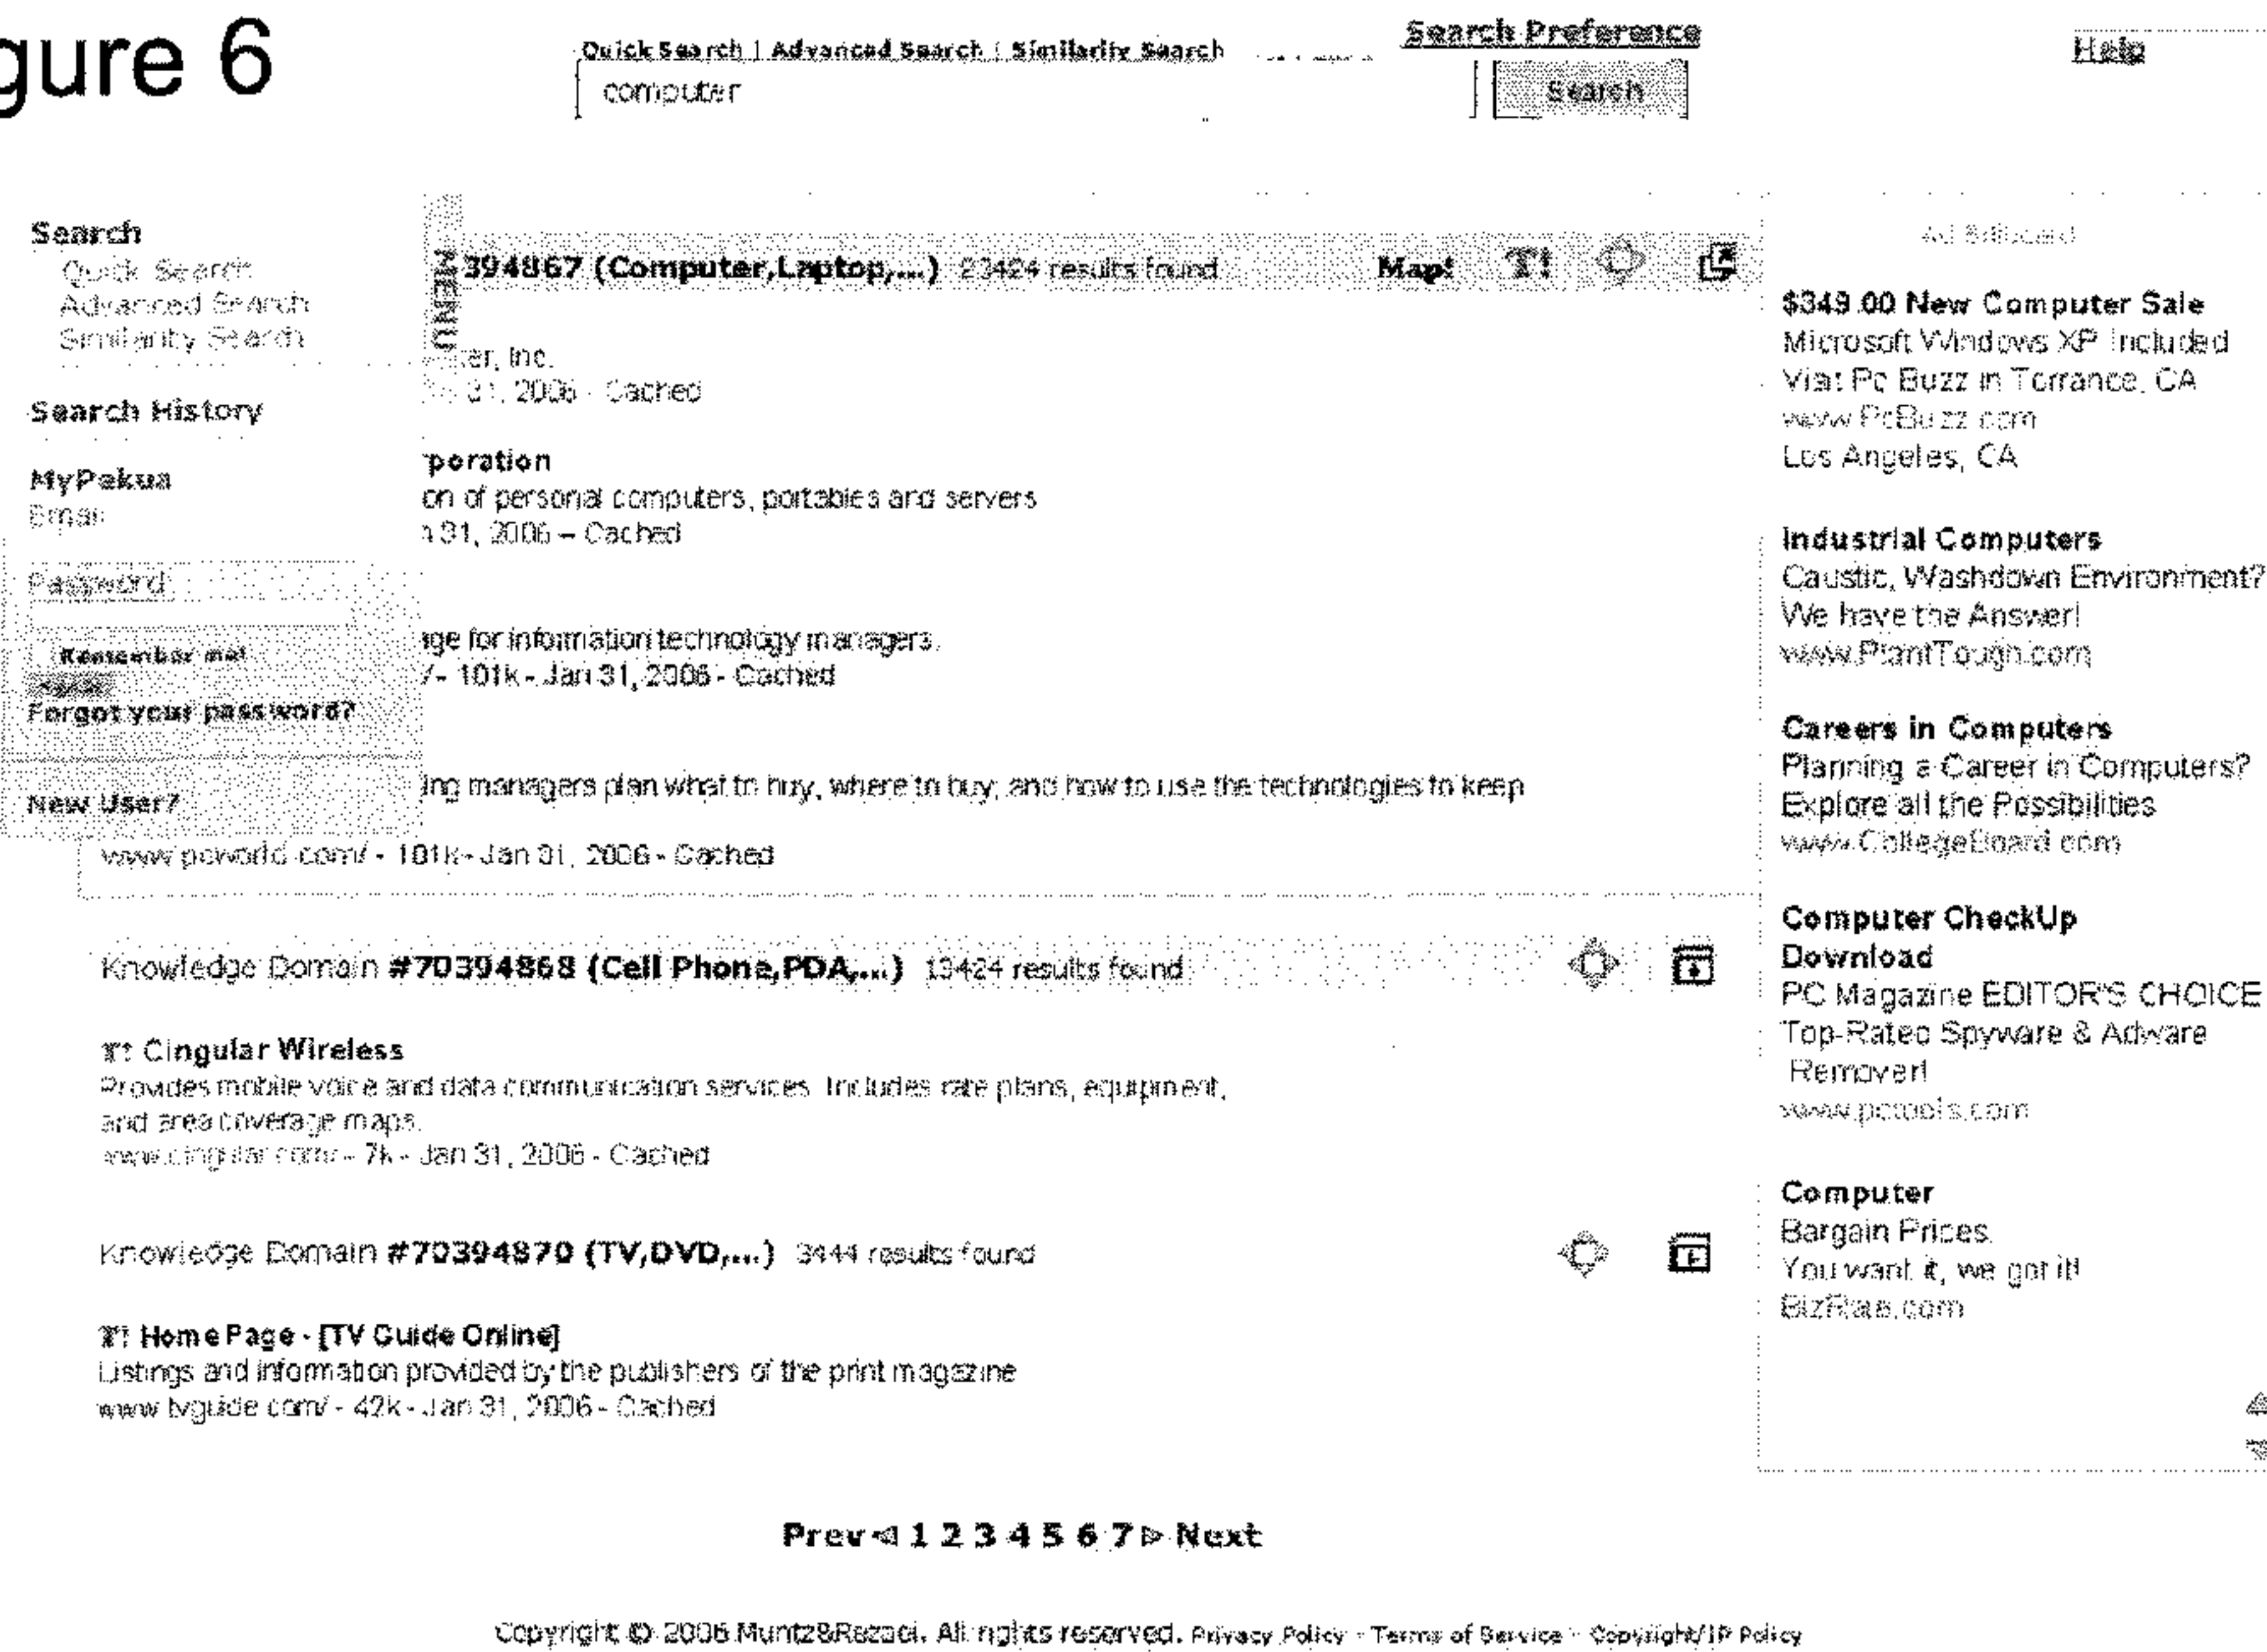 gure 6
Quick Search | Advanced Search | Similarity Search
Search Preference
Help
computer
Search
Search
Quick Search
Advanced Search
Similarity Search
Search History
MyPakua
Email
Password
Remember me!
Forgot your password?
New User?
MENU
394867 (Computer,Laptop,...) 23424 results found Map! T!
er, Inc.
31, 2006 - Cached
poration
on of personal computers, portables and servers
n 31, 2006 – Cached
age for information technology managers.
/- 101k - Jan 31, 2006 - Cached
ing managers plan what to buy, where to buy, and how to use the technologies to keep
www.pcworld.com/ - 101k - Jan 31, 2006 - Cached
Knowledge Domain #70394868 (Cell Phone,PDA,...) 13424 results found
T! Cingular Wireless
Provides mobile voice and data communication services. Includes rate plans, equipment,
and area coverage maps.
www.cingular.com/ - 7k - Jan 31, 2006 - Cached
Knowledge Domain #70394870 (TV,DVD,...) 3444 results found
T! Home Page - [TV Guide Online]
Listings and information provided by the publishers of the print magazine
www.tvguide.com/ - 42k - Jan 31, 2006 - Cached
Ad Billboard
$349.00 New Computer Sale
Microsoft Windows XP Included
Visit Pc Buzz in Torrance, CA
www.PcBuzz.com
Los Angeles, CA
Industrial Computers
Caustic, Washdown Environment?
We have the Answer!
www.PlantTough.com
Careers in Computers
Planning a Career in Computers?
Explore all the Possibilities
www.CollegeBoard.com
Computer CheckUp
Download
PC Magazine EDITOR'S CHOICE
Top-Rated Spyware & Adware
Remover!
www.pctools.com
Computer
Bargain Prices.
You want it, we got it!
BizRate.com
Prev 1 2 3 4 5 6 7 Next
Copyright © 2006 Muntz&Rezaei. All rights reserved. Privacy Policy - Terms of Service - Copyright/IP Policy